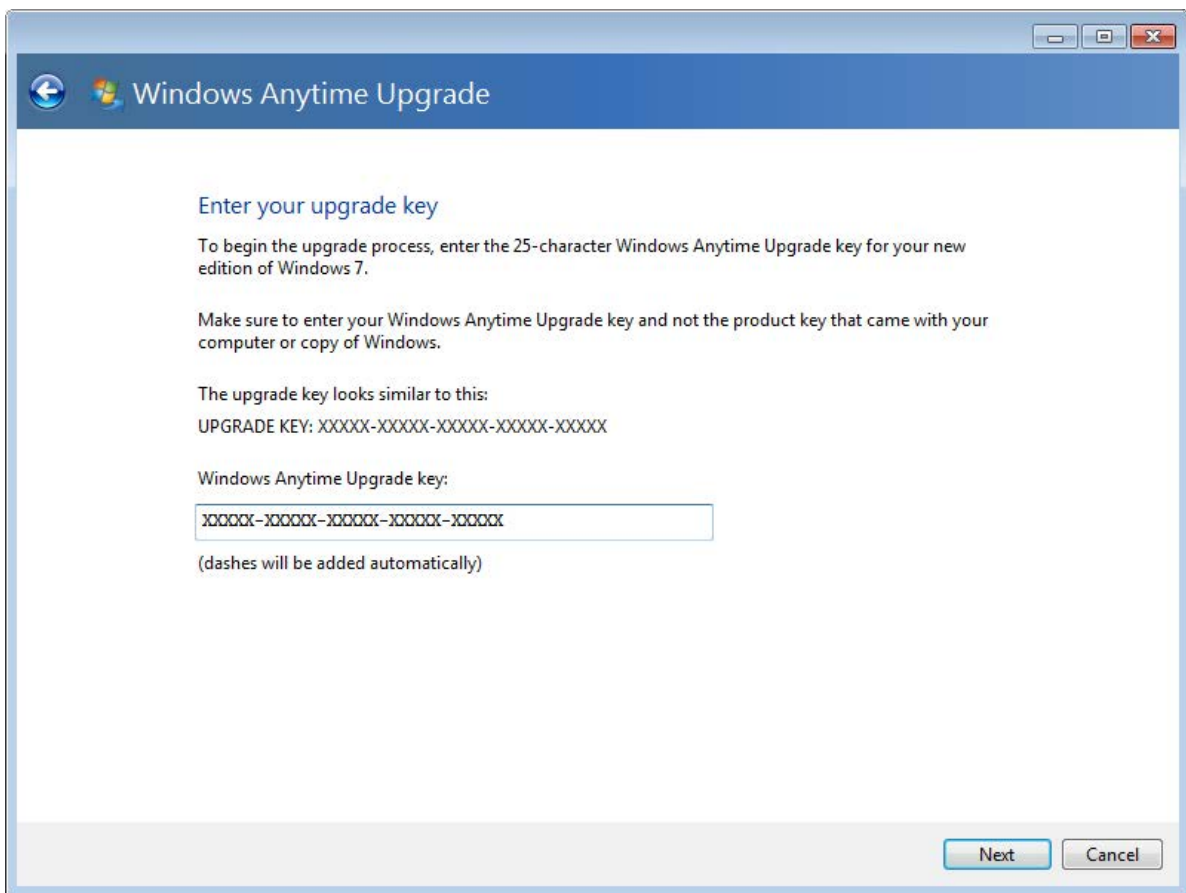 Windows Anytime Upgrade
Enter your upgrade key
To begin the upgrade process, enter the 25-character Windows Anytime Upgrade key for your new
edition of Windows 7.
Make sure to enter your Windows Anytime Upgrade key and not the product key that came with your
computer or copy of Windows.
The upgrade key looks similar to this:
UPGRADE KEY: XXXXX-XXXXX-XXXXX-XXXXX-XXXXX
Windows Anytime Upgrade key:
XXXXX-XXXXX-XXXXX-XXXXX-XXXXX
(dashes will be added automatically)
Next Cancel